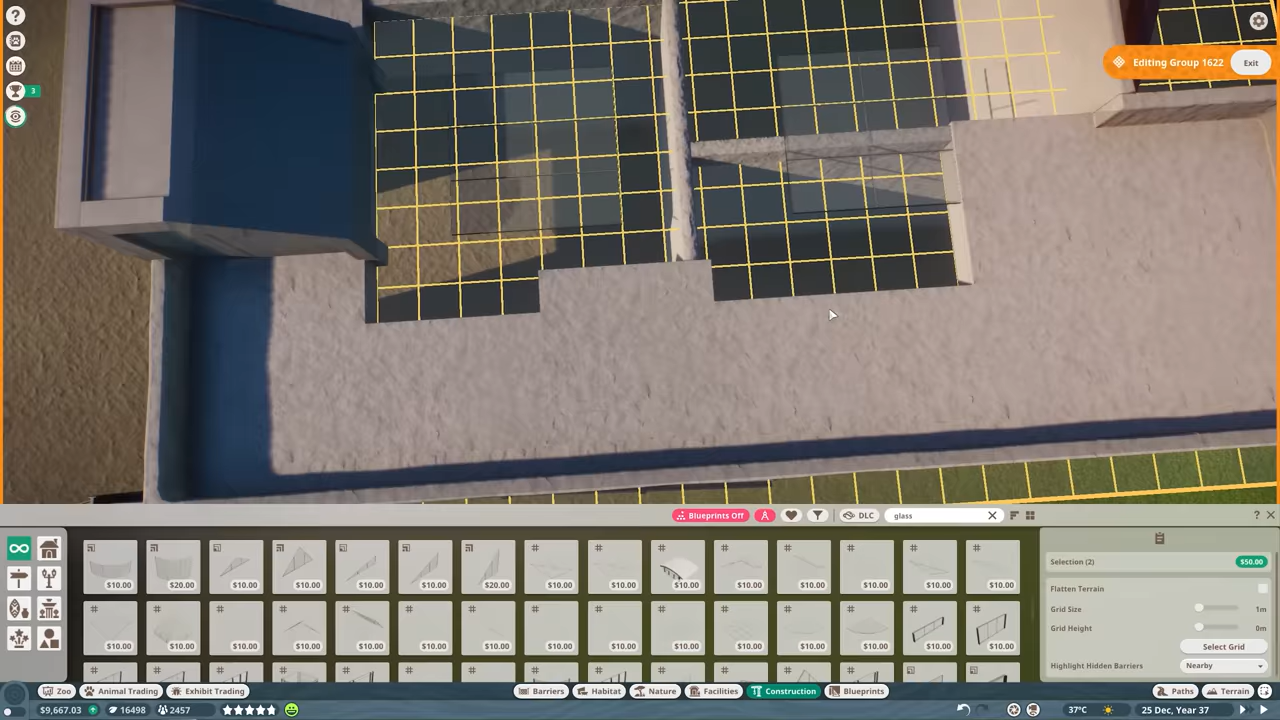 Editing Group 1622
Exit
3
Blueprints Off
DLC
glass
$10.00 $20.00 $10.00 $10.00 $10.00 $10.00 $20.00 $10.00 $10.00 $10.00 $10.00 $10.00 $10.00 $10.00 $10.00
$10.00 $10.00 $10.00 $10.00 $10.00 $10.00 $10.00 $10.00 $10.00 $10.00 $10.00 $10.00 $10.00 $10.00 $10.00
Selection (2)
$50.00
Flatten Terrain
Grid Size
1m
Grid Height
0m
Select Grid
Highlight Hidden Barriers
Nearby
Zoo
Animal Trading
Exhibit Trading
Barriers
Habitat
Nature
Facilities
Construction
Blueprints
Paths
Terrain
$9,667.03
16498
2457
37°C
25 Dec, Year 37